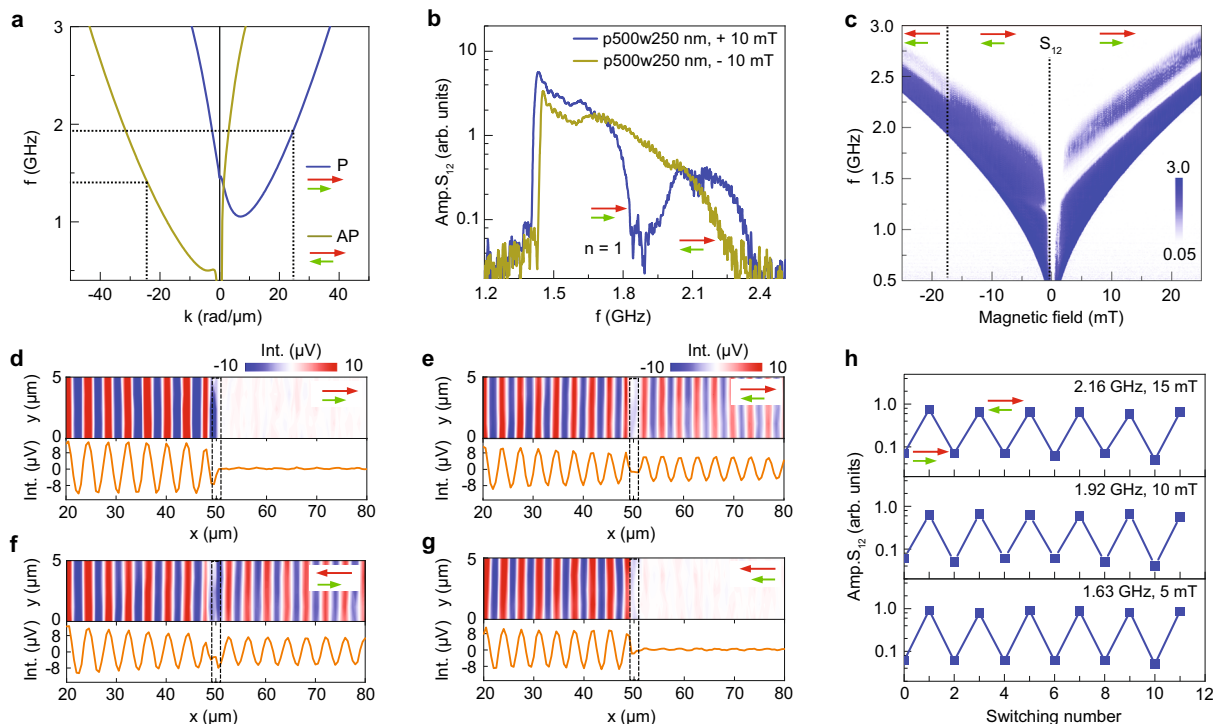 a
3
2
1
f (GHz)
-40
-20
0
20
40
k (rad/µm)
P
AP
b
p500w250 nm, + 10 mT
p500w250 nm, - 10 mT
10
1
0.1
Amp.S12 (arb. units)
n = 1
1.2
1.5
1.8
2.1
2.4
f (GHz)
c
S12
3.0
2.5
2.0
1.5
1.0
0.5
f (GHz)
3.0
0.05
-20
-10
0
10
20
Magnetic field (mT)
d
Int. (µV)
-10
10
5
0
y (µm)
8
0
-8
Int. (µV)
20
30
40
50
60
70
80
x (µm)
e
Int. (µV)
-10
10
5
0
y (µm)
8
0
-8
Int. (µV)
20
30
40
50
60
70
80
x (µm)
f
5
0
y (µm)
8
0
-8
Int. (µV)
20
30
40
50
60
70
80
x (µm)
g
5
0
y (µm)
8
0
-8
Int. (µV)
20
30
40
50
60
70
80
x (µm)
h
2.16 GHz, 15 mT
1.0
0.1
1.92 GHz, 10 mT
1.0
0.1
1.63 GHz, 5 mT
1.0
0.1
Amp.S12 (arb. units)
0
2
4
6
8
10
12
Switching number